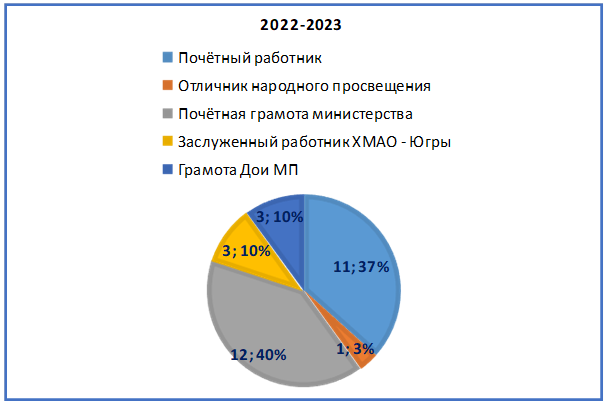 2022-2023
Почётный работник
Отличник народного просвещения
Почётная грамота министерства
Заслуженный работник ХМАО - Югры
Грамота Дои МП
3; 10%
11; 37%
3; 10%
1; 3%
12; 40%